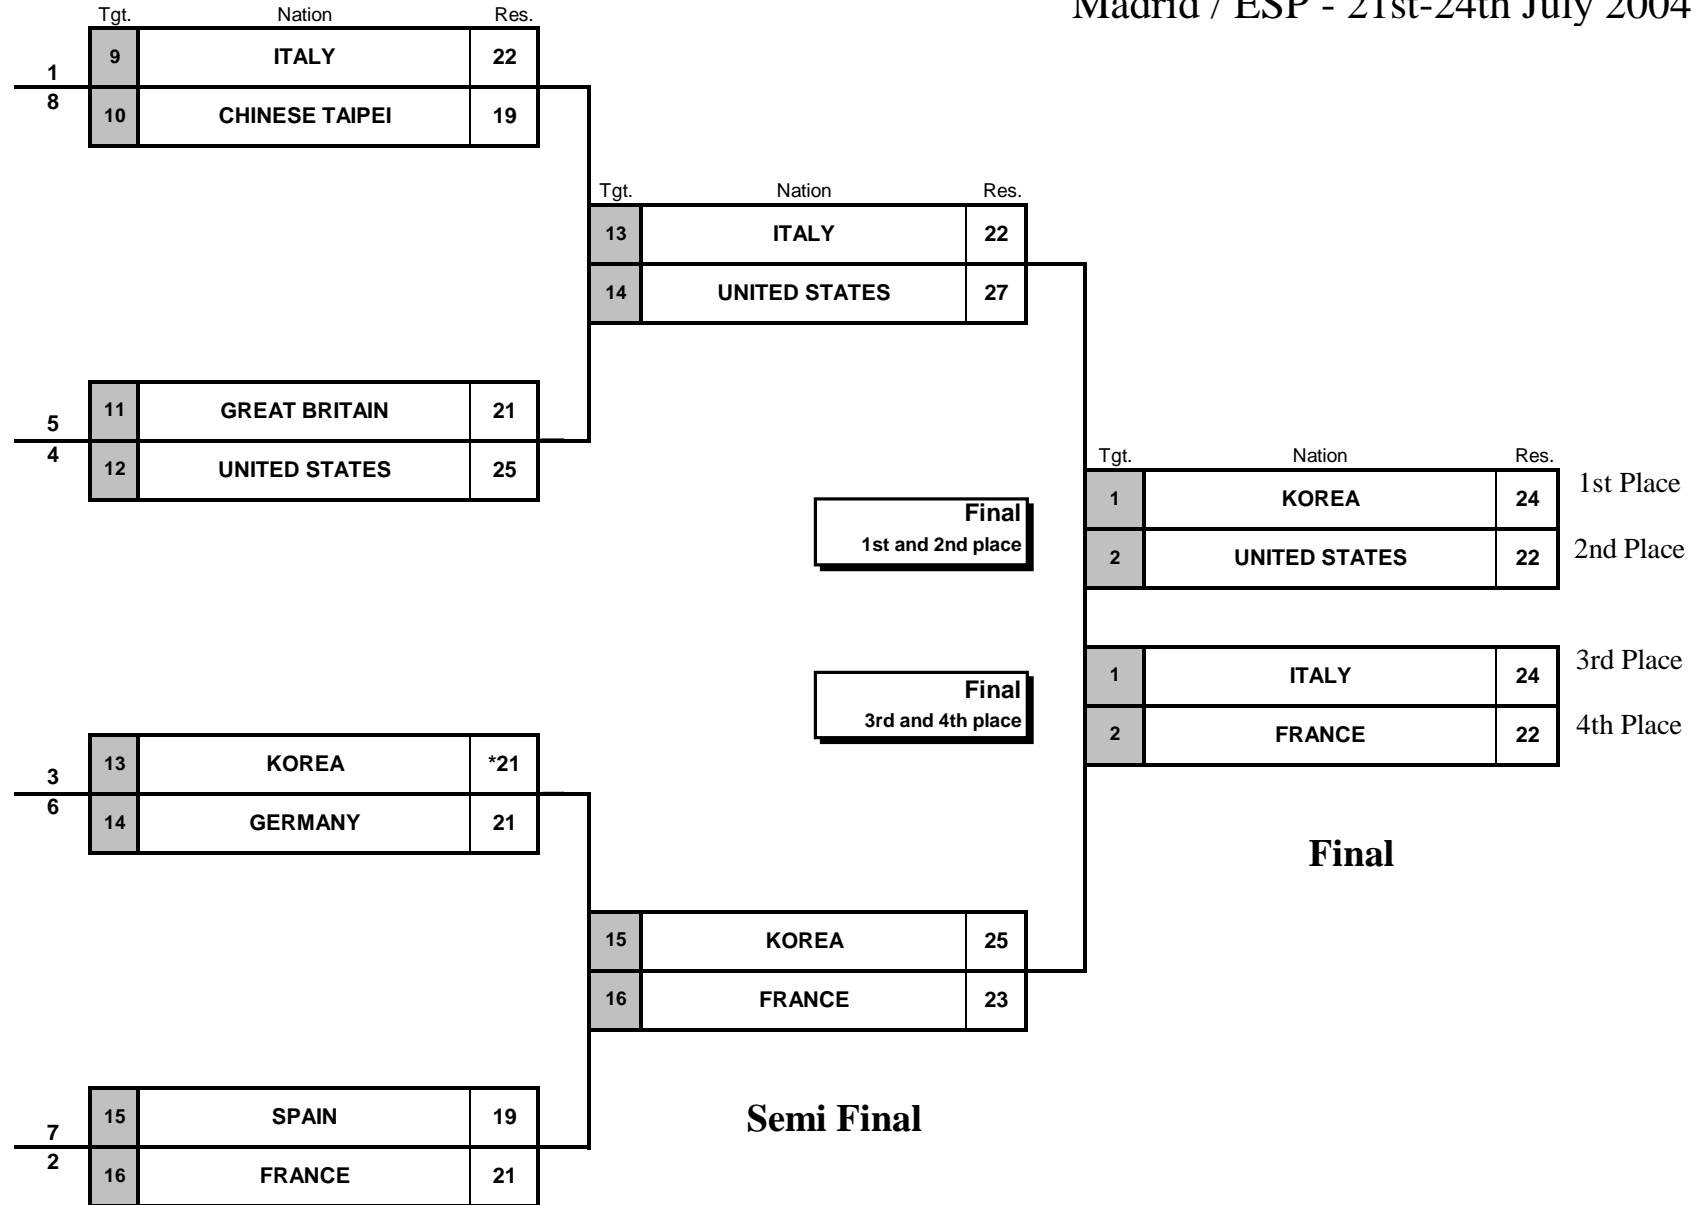 Madrid / ESP - 21st-24th July 2004
Tgt. Nation Res.
1
8
9 ITALY 22
10 CHINESE TAIPEI 19
Tgt. Nation Res.
13 ITALY 22
14 UNITED STATES 27
5
4
11 GREAT BRITAIN 21
12 UNITED STATES 25
Tgt. Nation Res.
1 KOREA 24 1st Place
2 UNITED STATES 22 2nd Place
Final
1st and 2nd place
1 ITALY 24 3rd Place
2 FRANCE 22 4th Place
Final
3rd and 4th place
3
6
13 KOREA *21
14 GERMANY 21
Final
15 KOREA 25
16 FRANCE 23
Semi Final
7
2
15 SPAIN 19
16 FRANCE 21